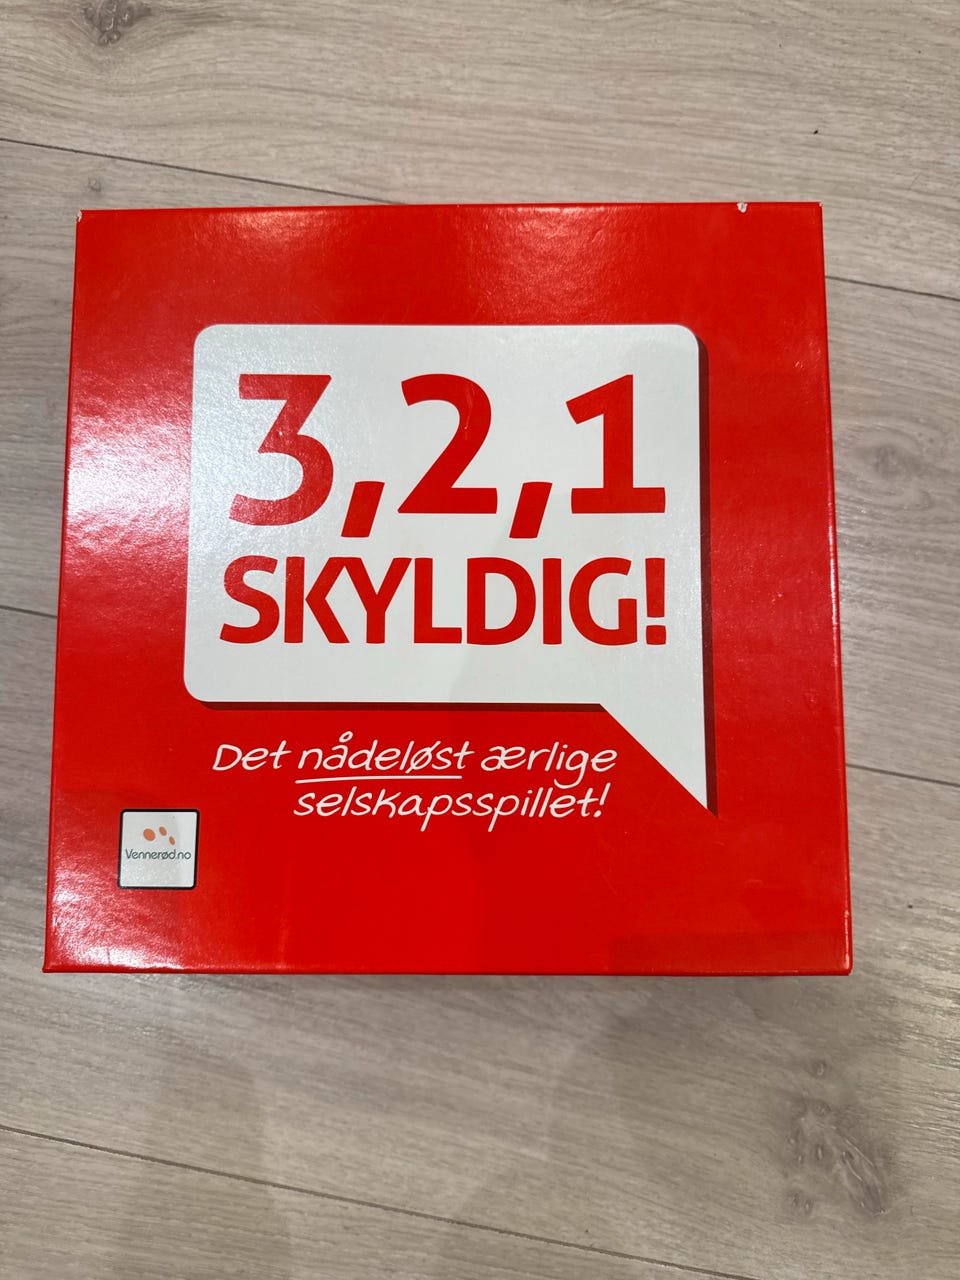 3,2,1
SKYLDIG!
Det nådeløst ærlige
selskapsspillet!
Vennerød.no